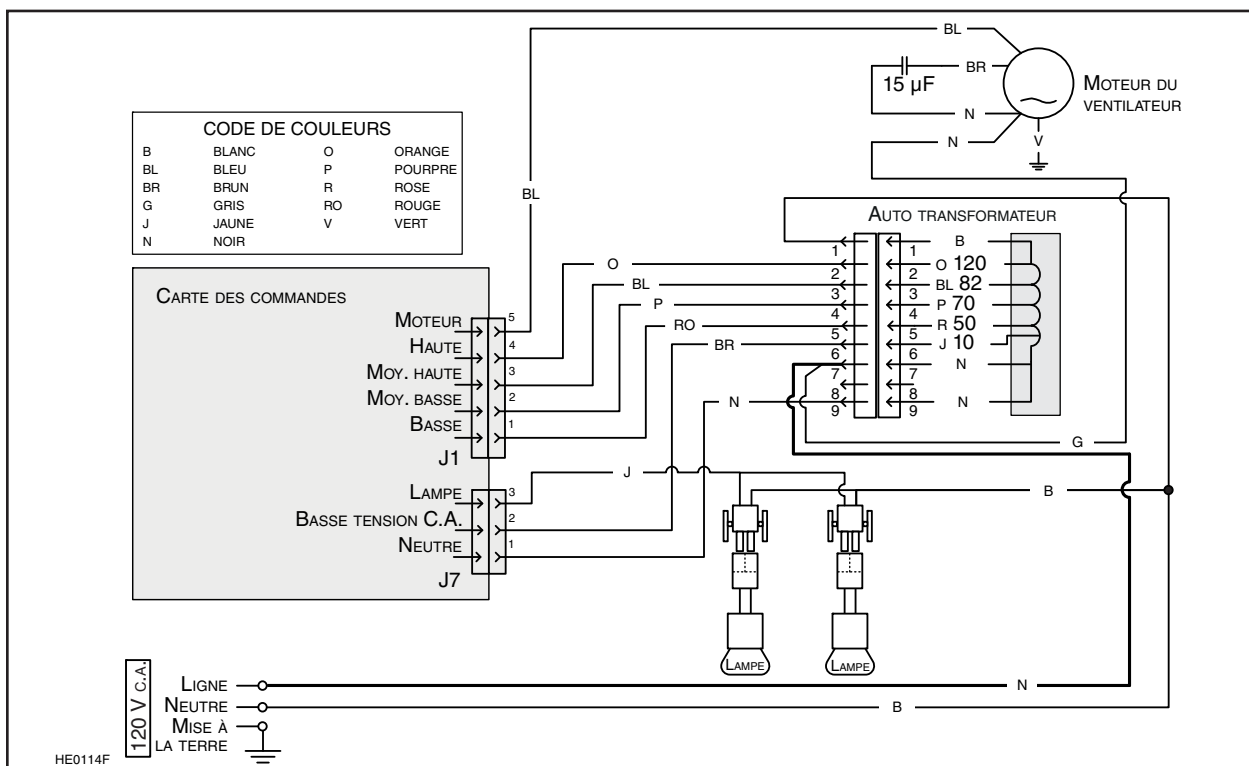 BL
BR
15 µF
MOTEUR DU
VENTILATEUR
N
N
V
CODE DE COULEURS
B BLANC O ORANGE
BL BLEU P POURPRE
BR BRUN R ROSE
G GRIS RO ROUGE
J JAUNE V VERT
N NOIR
BL
AUTO TRANSFORMATEUR
B
1 1
O O 120
2 2
BL BL 82
3 3
P P 70
4 4
RO R 50
5 5
BR J 10
6 6
N
7 7
N N
8 8
9 9
G
CARTE DES COMMANDES
MOTEUR 5
HAUTE 4
MOY. HAUTE 3
MOY. BASSE 2
BASSE 1
J1
LAMPE 3
J
B
BASSE TENSION C.A. 2
NEUTRE 1
J7
LAMPE LAMPE
120 V C.A.
LIGNE
N
NEUTRE
B
MISE À
LA TERRE
HE0114F